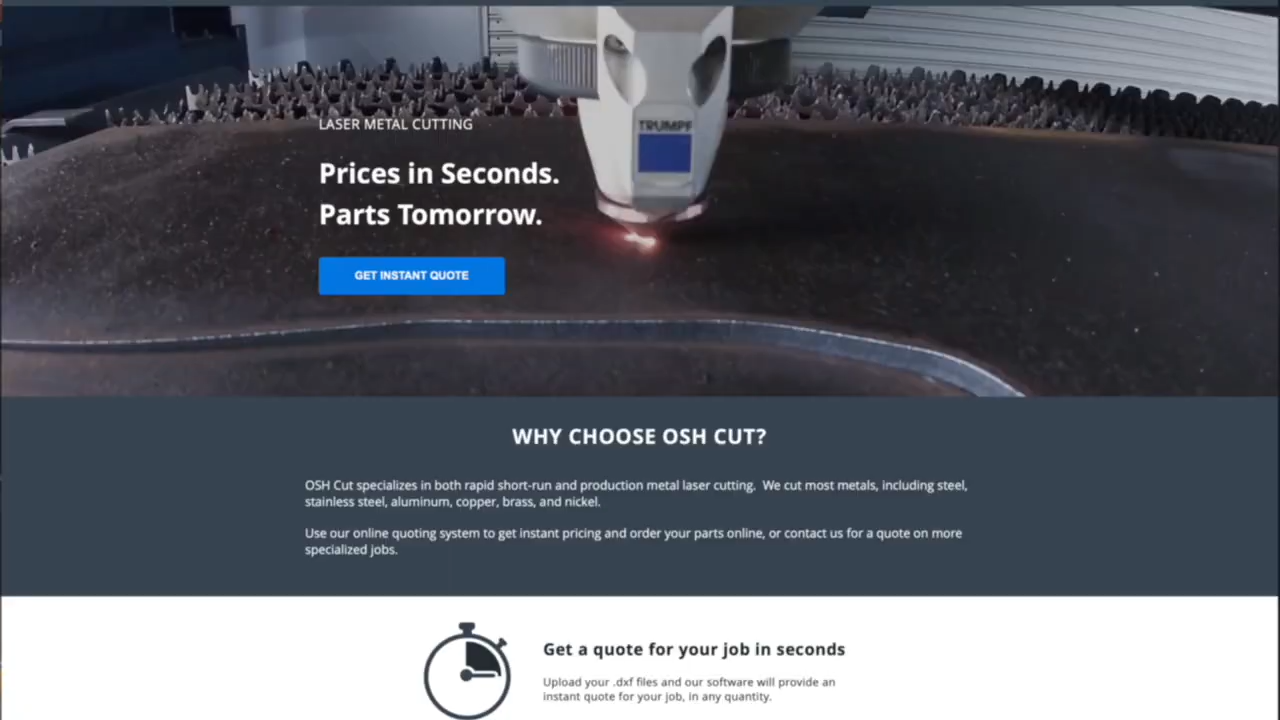 LASER METAL CUTTING
TRUMPF
Prices in Seconds.
Parts Tomorrow.
GET INSTANT QUOTE
WHY CHOOSE OSH CUT?
OSH Cut specializes in both rapid short-run and production metal laser cutting.  We cut most metals, including steel,
stainless steel, aluminum, copper, brass, and nickel.
Use our online quoting system to get instant pricing and order your parts online, or contact us for a quote on more
specialized jobs.
Get a quote for your job in seconds
Upload your .dxf files and our software will provide an
instant quote for your job, in any quantity.